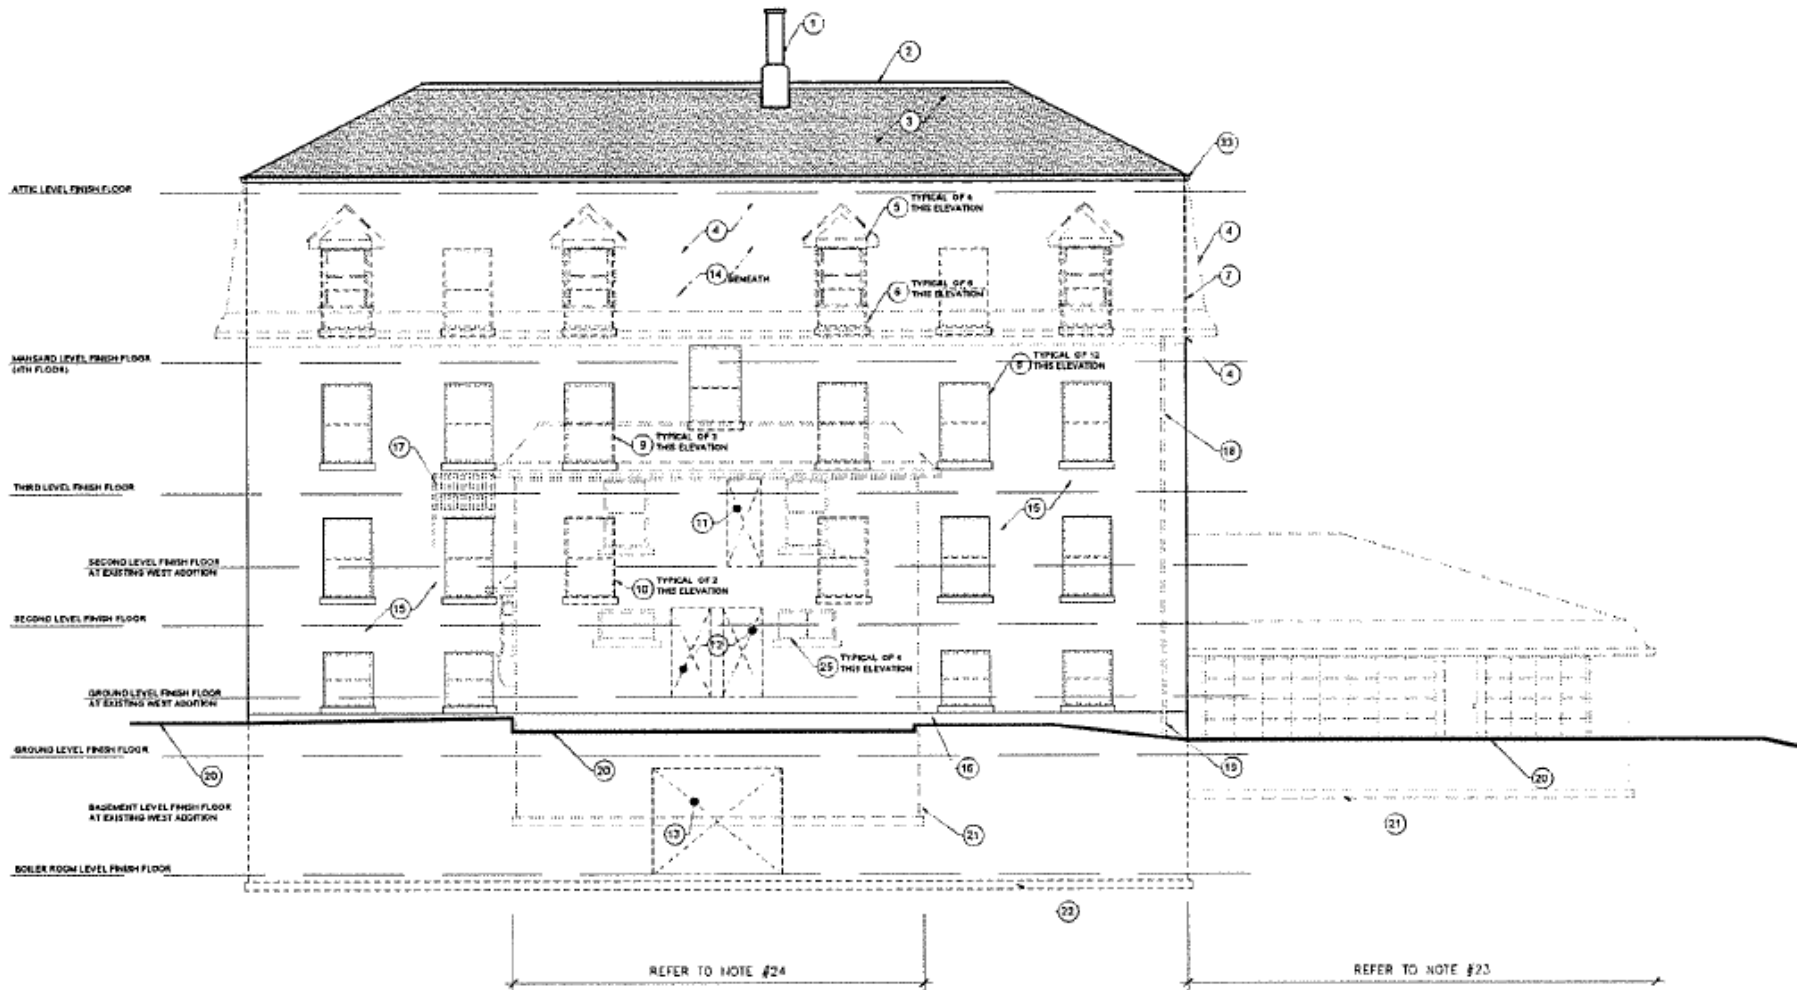 1
2
3
33
ATTIC LEVEL FINISH FLOOR
5 TYPICAL OF 4
THIS ELEVATION
4
4
14 BENEATH
7
6 TYPICAL OF 6
THIS ELEVATION
MANSARD LEVEL FINISH FLOOR
(4TH FLOOR)
8 TYPICAL OF 12
THIS ELEVATION
4
17
9 TYPICAL OF 3
THIS ELEVATION
18
THIRD LEVEL FINISH FLOOR
11
15
SECOND LEVEL FINISH FLOOR
AT EXISTING WEST ADDITION
10 TYPICAL OF 2
THIS ELEVATION
15
SECOND LEVEL FINISH FLOOR
12
25 TYPICAL OF 4
THIS ELEVATION
GROUND LEVEL FINISH FLOOR
AT EXISTING WEST ADDITION
GROUND LEVEL FINISH FLOOR
20
20
16
19
20
BASEMENT LEVEL FINISH FLOOR
AT EXISTING WEST ADDITION
13
21
21
BOILER ROOM LEVEL FINISH FLOOR
22
REFER TO NOTE #24
REFER TO NOTE #23